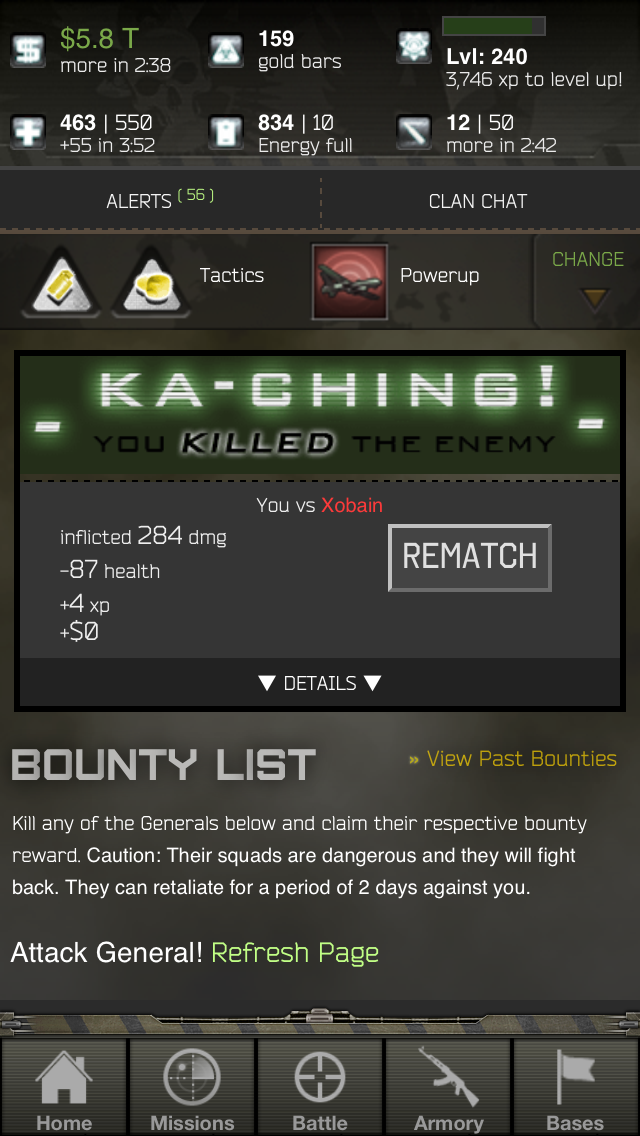 $5.8 T
more in 2:38
159
gold bars
Lvl: 240
3,746 xp to level up!
463 | 550
+55 in 3:52
834 | 10
Energy full
12 | 50
more in 2:42
ALERTS ( 56 )
CLAN CHAT
Tactics
Powerup
CHANGE
- KA-CHING! -
YOU KILLED THE ENEMY
You vs Xobain
inflicted 284 dmg
-87 health
+4 xp
+$0
REMATCH
▼ DETAILS ▼
BOUNTY LIST
» View Past Bounties
Kill any of the Generals below and claim their respective bounty
reward. Caution: Their squads are dangerous and they will fight
back. They can retaliate for a period of 2 days against you.
Attack General! Refresh Page
Home
Missions
Battle
Armory
Bases